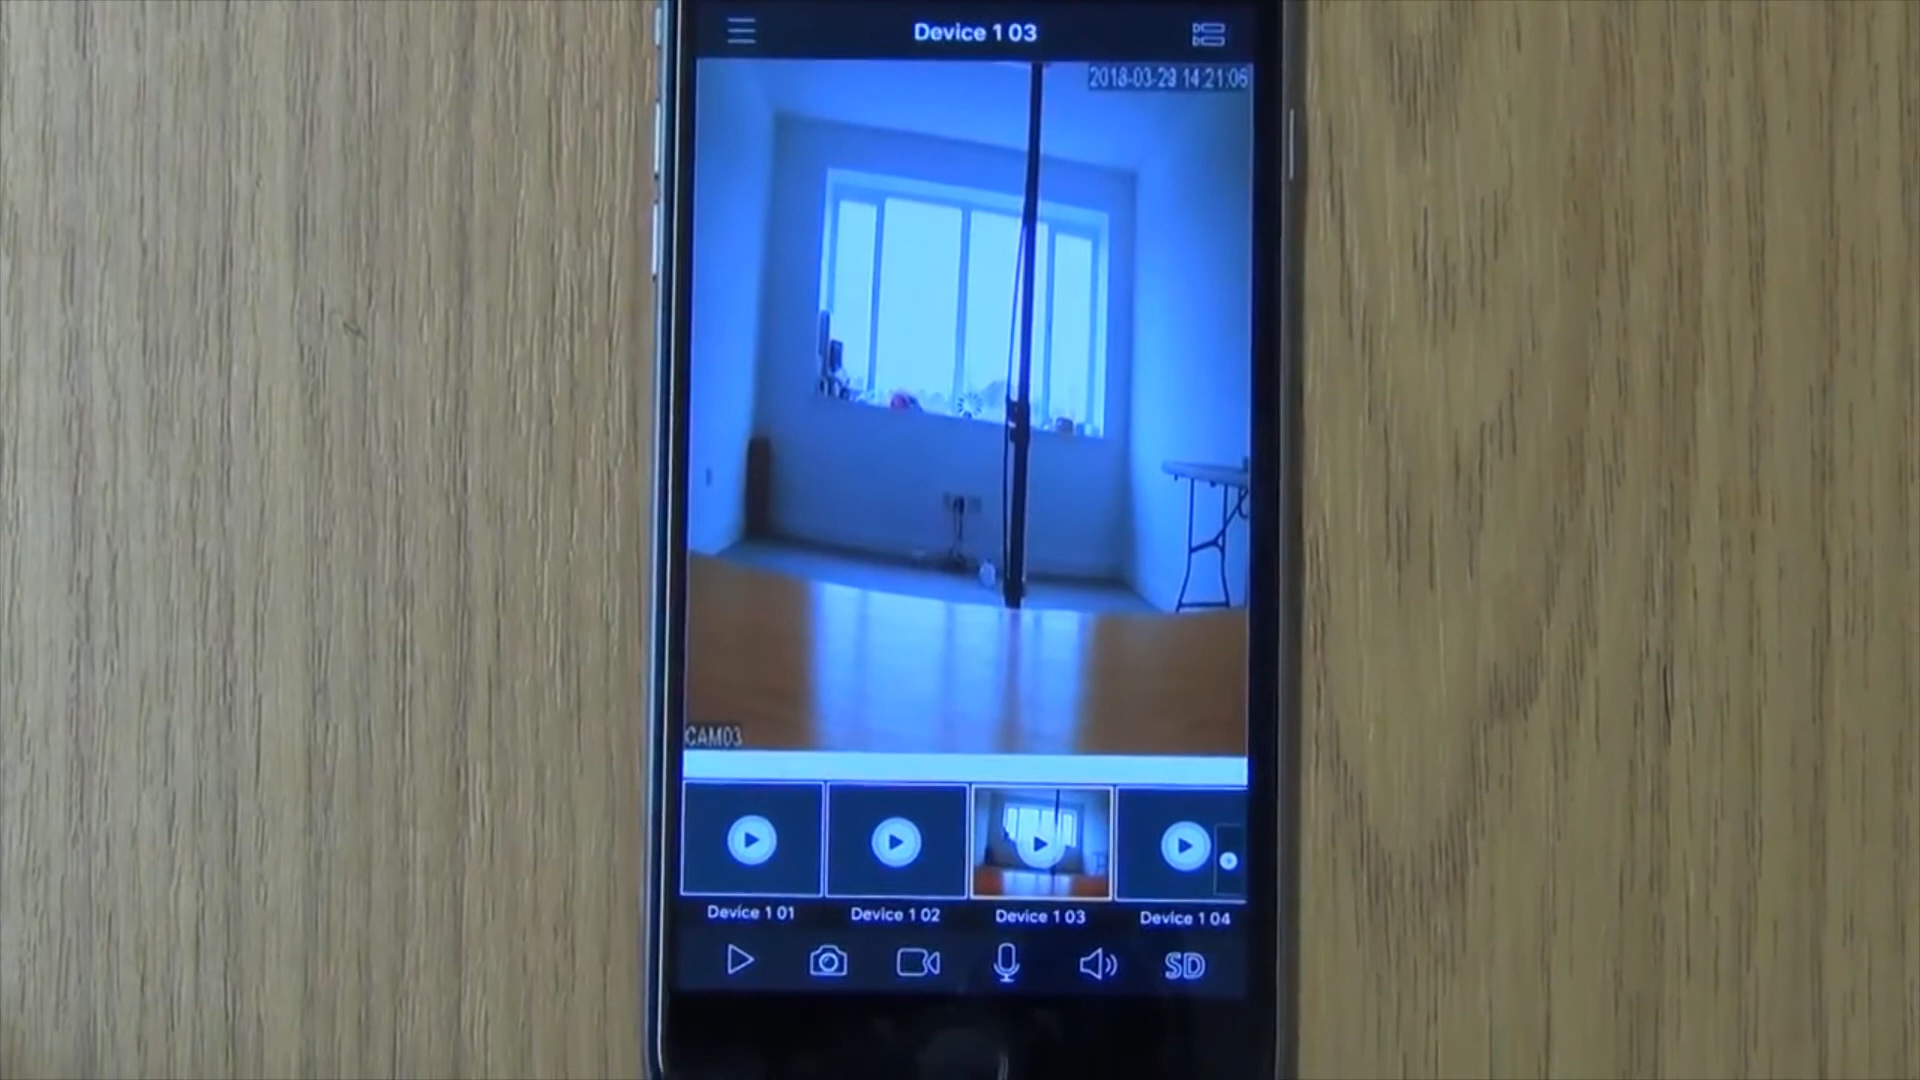 Device 1 03
2018-03-29 14:21:06
CAM03
Device 1 01
Device 1 02
Device 1 03
Device 1 04
SD